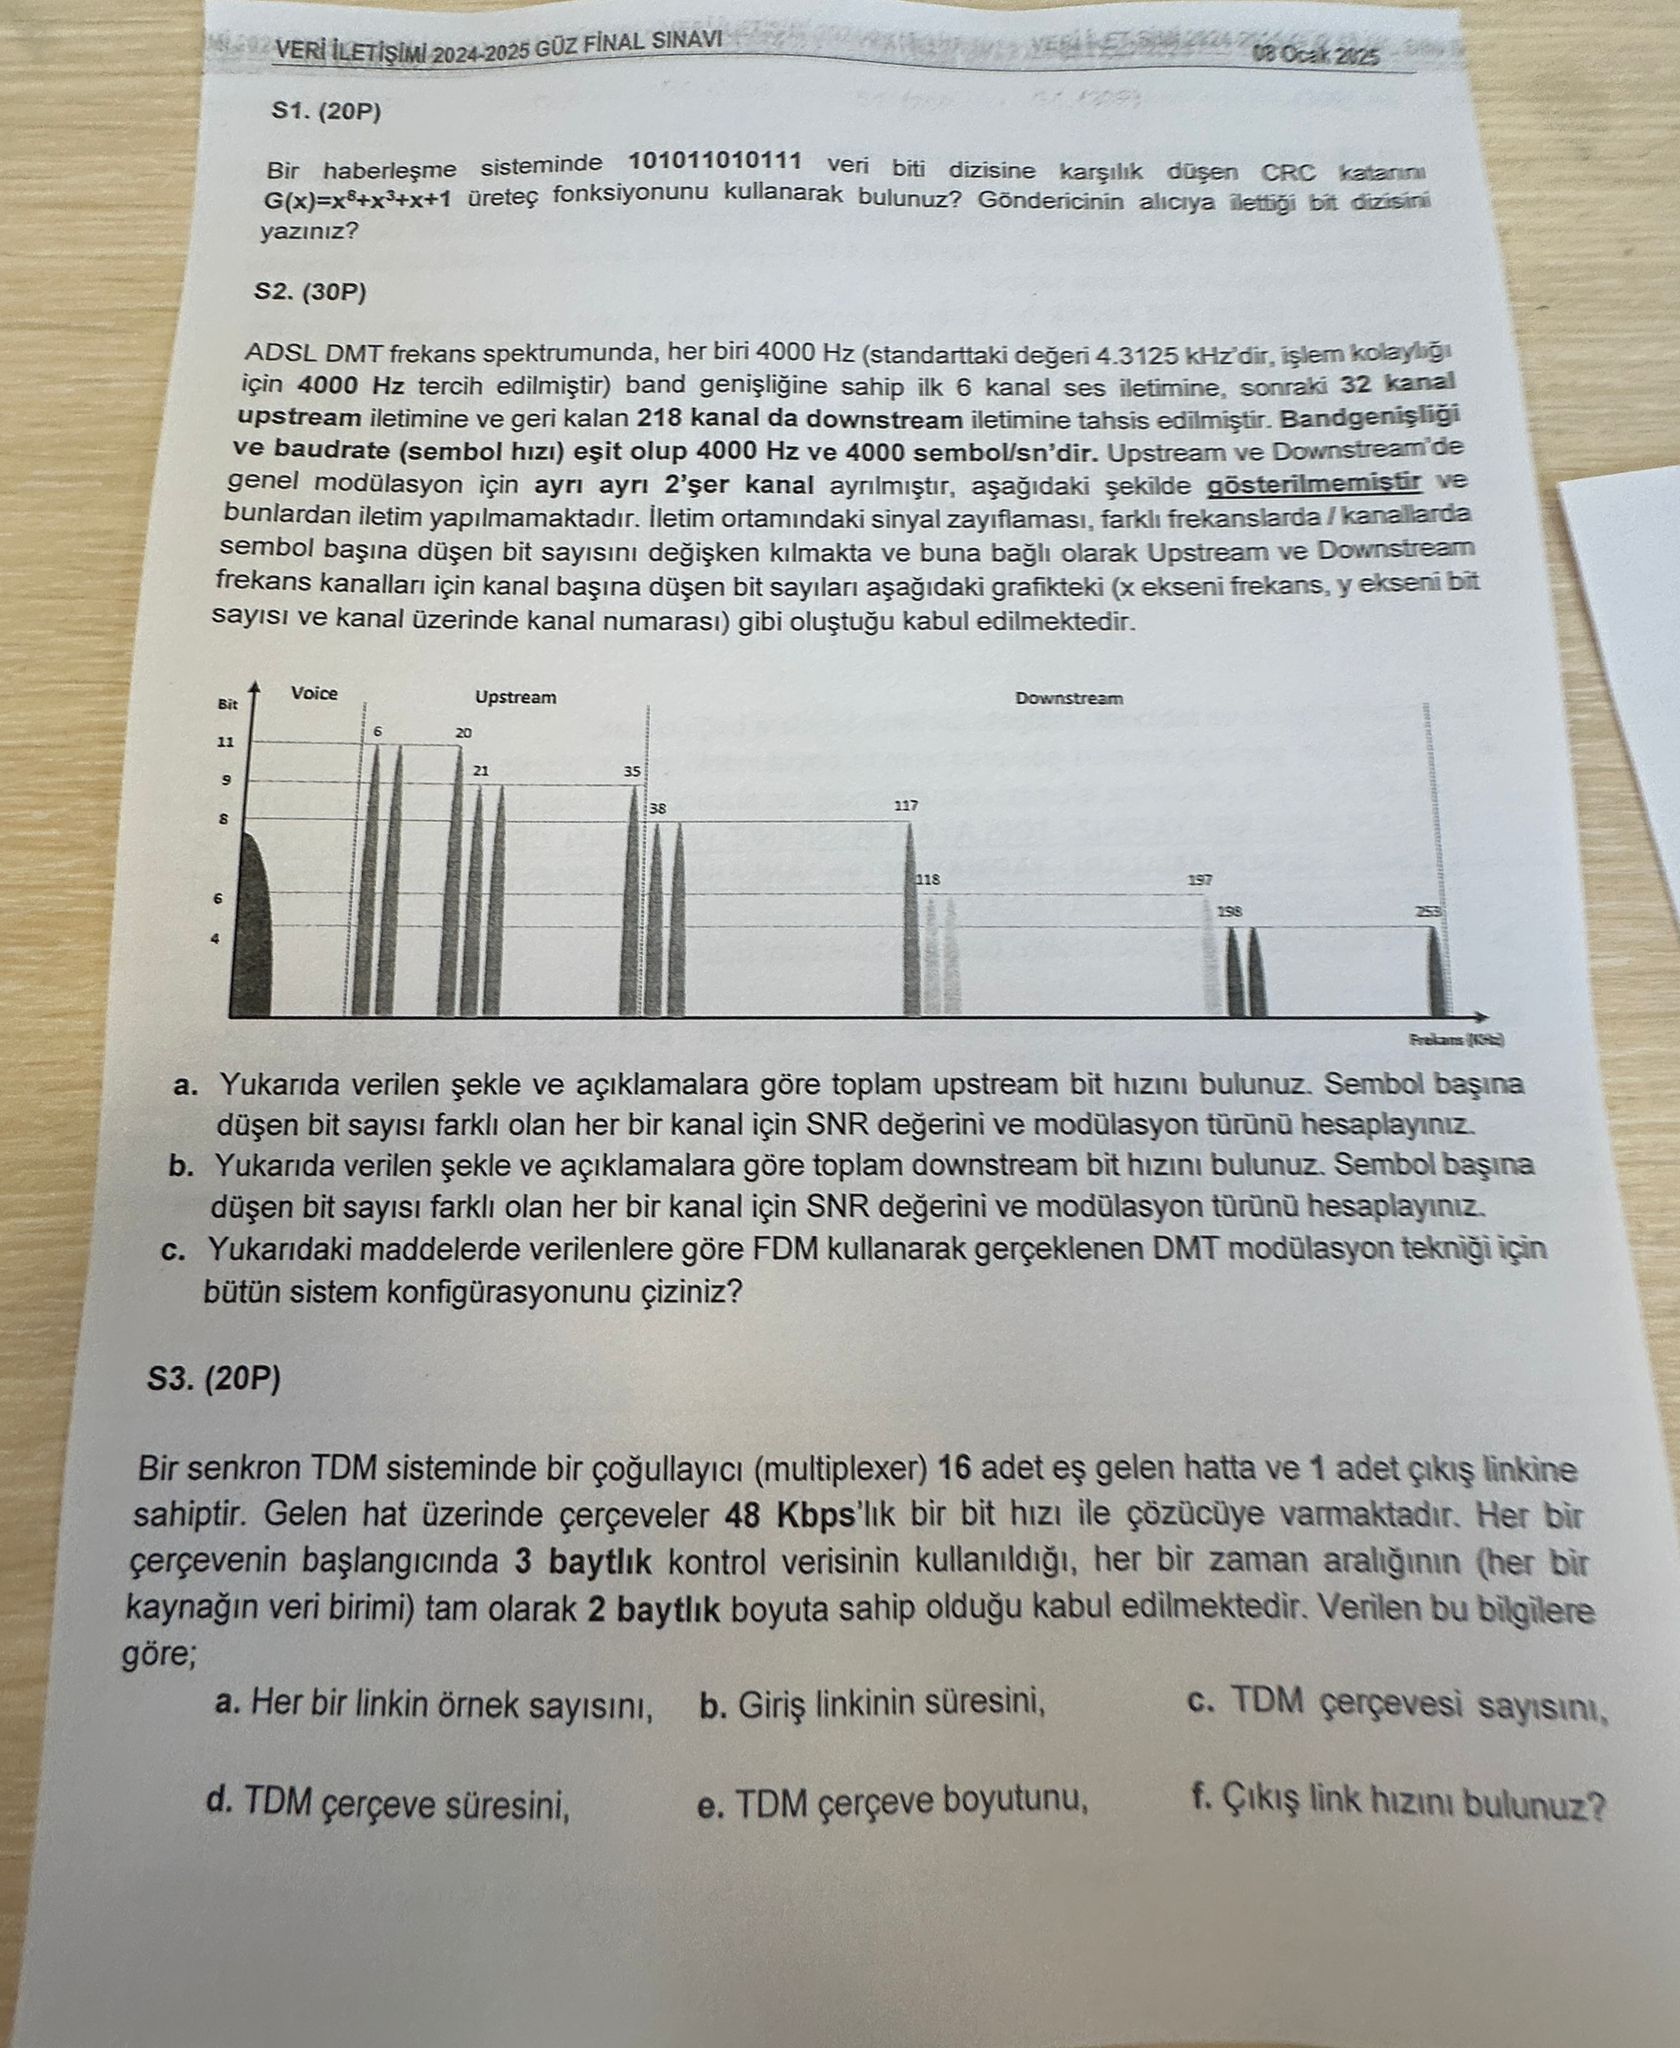 VERİ İLETİŞİMİ 2024-2025 GÜZ FİNAL SINAVI
08 Ocak 2025
S1. (20P)
Bir haberleşme sisteminde 101011010111 veri biti dizisine karşılık düşen CRC katarını
G(x)=x⁸+x³+x+1 üreteç fonksiyonunu kullanarak bulunuz? Göndericinin alıcıya ilettiği bit dizisini
yazınız?
S2. (30P)
ADSL DMT frekans spektrumunda, her biri 4000 Hz (standarttaki değeri 4.3125 kHz'dir, işlem kolaylığı
için 4000 Hz tercih edilmiştir) band genişliğine sahip ilk 6 kanal ses iletimine, sonraki 32 kanal
upstream iletimine ve geri kalan 218 kanal da downstream iletimine tahsis edilmiştir. Bandgenişliği
ve baudrate (sembol hızı) eşit olup 4000 Hz ve 4000 sembol/sn'dir. Upstream ve Downstream'de
genel modülasyon için ayrı ayrı 2'şer kanal ayrılmıştır, aşağıdaki şekilde gösterilmemiştir ve
bunlardan iletim yapılmamaktadır. İletim ortamındaki sinyal zayıflaması, farklı frekanslarda / kanallarda
sembol başına düşen bit sayısını değişken kılmakta ve buna bağlı olarak Upstream ve Downstream
frekans kanalları için kanal başına düşen bit sayıları aşağıdaki grafikteki (x ekseni frekans, y ekseni bit
sayısı ve kanal üzerinde kanal numarası) gibi oluştuğu kabul edilmektedir.
Bit
Voice
Upstream
Downstream
11
9
8
6
4
6
20
21
35
38
117
118
197
198
253
Frekans (KHz)
a. Yukarıda verilen şekle ve açıklamalara göre toplam upstream bit hızını bulunuz. Sembol başına
düşen bit sayısı farklı olan her bir kanal için SNR değerini ve modülasyon türünü hesaplayınız.
b. Yukarıda verilen şekle ve açıklamalara göre toplam downstream bit hızını bulunuz. Sembol başına
düşen bit sayısı farklı olan her bir kanal için SNR değerini ve modülasyon türünü hesaplayınız.
c. Yukarıdaki maddelerde verilenlere göre FDM kullanarak gerçeklenen DMT modülasyon tekniği için
bütün sistem konfigürasyonunu çiziniz?
S3. (20P)
Bir senkron TDM sisteminde bir çoğullayıcı (multiplexer) 16 adet eş gelen hatta ve 1 adet çıkış linkine
sahiptir. Gelen hat üzerinde çerçeveler 48 Kbps'lık bir bit hızı ile çözücüye varmaktadır. Her bir
çerçevenin başlangıcında 3 baytlık kontrol verisinin kullanıldığı, her bir zaman aralığının (her bir
kaynağın veri birimi) tam olarak 2 baytlık boyuta sahip olduğu kabul edilmektedir. Verilen bu bilgilere
göre;
a. Her bir linkin örnek sayısını, b. Giriş linkinin süresini, c. TDM çerçevesi sayısını,
d. TDM çerçeve süresini, e. TDM çerçeve boyutunu, f. Çıkış link hızını bulunuz?